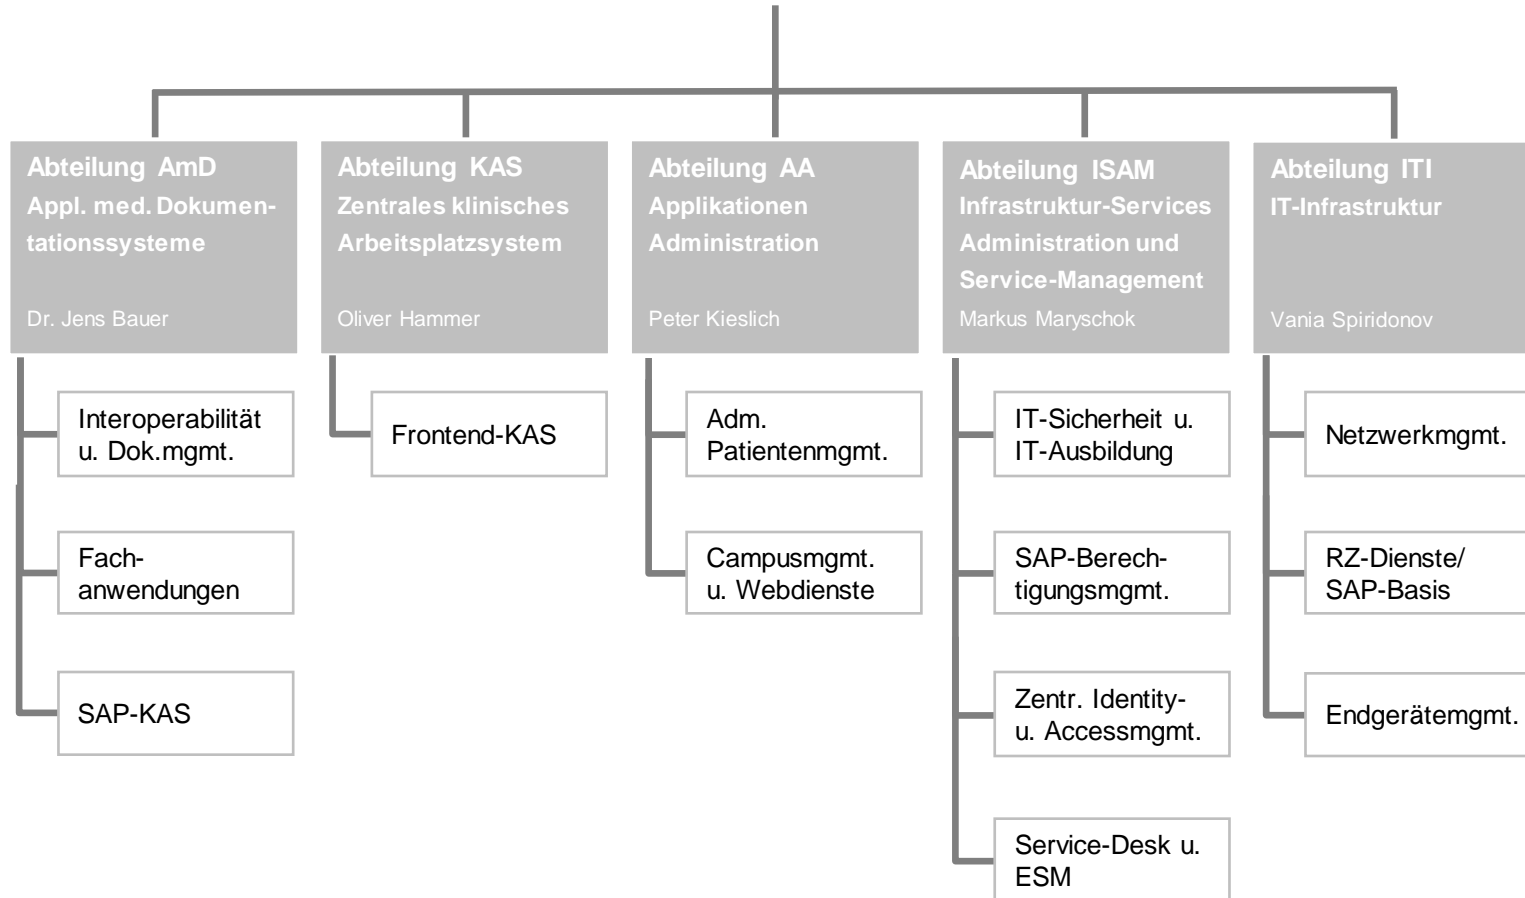 Abteilung AmD
Appl. med. Dokumen-
tationssysteme
Dr. Jens Bauer
Interoperabilität
u. Dok.mgmt.
Fach-
anwendungen
SAP-KAS
Abteilung KAS
Zentrales klinisches
Arbeitsplatzsystem
Oliver Hammer
Frontend-KAS
Abteilung AA
Applikationen
Administration
Peter Kieslich
Adm.
Patientenmgmt.
Campusmgmt.
u. Webdienste
Abteilung ISAM
Infrastruktur-Services
Administration und
Service-Management
Markus Maryschok
IT-Sicherheit u.
IT-Ausbildung
SAP-Berech-
tigungsmgmt.
Zentr. Identity-
u. Accessmgmt.
Service-Desk u.
ESM
Abteilung ITI
IT-Infrastruktur
Vania Spiridonov
Netzwerkmgmt.
RZ-Dienste/
SAP-Basis
Endgerätemgmt.